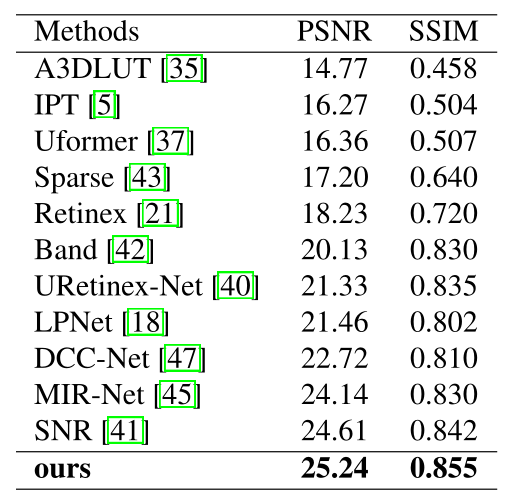 Methods PSNR SSIM
A3DLUT [35] 14.77 0.458
IPT [5] 16.27 0.504
Uformer [37] 16.36 0.507
Sparse [43] 17.20 0.640
Retinex [21] 18.23 0.720
Band [42] 20.13 0.830
URetinex-Net [40] 21.33 0.835
LPNet [18] 21.46 0.802
DCC-Net [47] 22.72 0.810
MIR-Net [45] 24.14 0.830
SNR [41] 24.61 0.842
ours 25.24 0.855